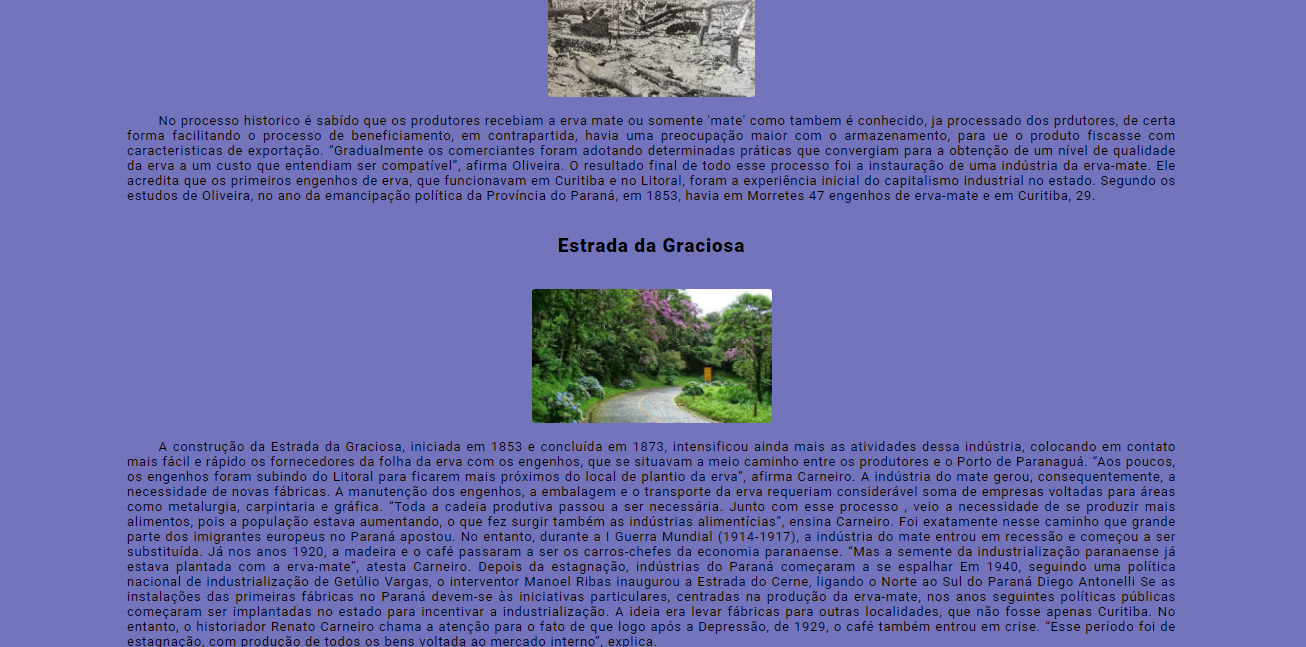 No processo historico é sabído que os produtores recebiam a erva mate ou somente 'mate' como tambem é conhecido, ja processado dos prdutores, de certa
forma facilitando o processo de beneficiamento, em contrapartida, havia uma preocupação maior com o armazenamento, para ue o produto fiscasse com
caracteristicas de exportação. “Gradualmente os comerciantes foram adotando determinadas práticas que convergiam para a obtenção de um nível de qualidade
da erva a um custo que entendiam ser compatível”, afirma Oliveira. O resultado final de todo esse processo foi a instauração de uma indústria da erva-mate. Ele
acredita que os primeiros engenhos de erva, que funcionavam em Curitiba e no Litoral, foram a experiência inicial do capitalismo industrial no estado. Segundo os
estudos de Oliveira, no ano da emancipação política da Província do Paraná, em 1853, havia em Morretes 47 engenhos de erva-mate e em Curitiba, 29.
Estrada da Graciosa
A construção da Estrada da Graciosa, iniciada em 1853 e concluída em 1873, intensificou ainda mais as atividades dessa indústria, colocando em contato
mais fácil e rápido os fornecedores da folha da erva com os engenhos, que se situavam a meio caminho entre os produtores e o Porto de Paranaguá. “Aos poucos,
os engenhos foram subindo do Litoral para ficarem mais próximos do local de plantio da erva”, afirma Carneiro. A indústria do mate gerou, consequentemente, a
necessidade de novas fábricas. A manutenção dos engenhos, a embalagem e o transporte da erva requeriam considerável soma de empresas voltadas para áreas
como metalurgia, carpintaria e gráfica. “Toda a cadeia produtiva passou a ser necessária. Junto com esse processo , veio a necessidade de se produzir mais
alimentos, pois a população estava aumentando, o que fez surgir também as indústrias alimentícias”, ensina Carneiro. Foi exatamente nesse caminho que grande
parte dos imigrantes europeus no Paraná apostou. No entanto, durante a I Guerra Mundial (1914-1917), a indústria do mate entrou em recessão e começou a ser
substituída. Já nos anos 1920, a madeira e o café passaram a ser os carros-chefes da economia paranaense. “Mas a semente da industrialização paranaense já
estava plantada com a erva-mate”, atesta Carneiro. Depois da estagnação, indústrias do Paraná começaram a se espalhar Em 1940, seguindo uma política
nacional de industrialização de Getúlio Vargas, o interventor Manoel Ribas inaugurou a Estrada do Cerne, ligando o Norte ao Sul do Paraná Diego Antonelli Se as
instalações das primeiras fábricas no Paraná devem-se às iniciativas particulares, centradas na produção da erva-mate, nos anos seguintes políticas públicas
começaram ser implantadas no estado para incentivar a industrialização. A ideia era levar fábricas para outras localidades, que não fosse apenas Curitiba. No
entanto, o historiador Renato Carneiro chama a atenção para o fato de que logo após a Depressão, de 1929, o café também entrou em crise. “Esse período foi de
estagnação, com produção de todos os bens voltada ao mercado interno”, explica.